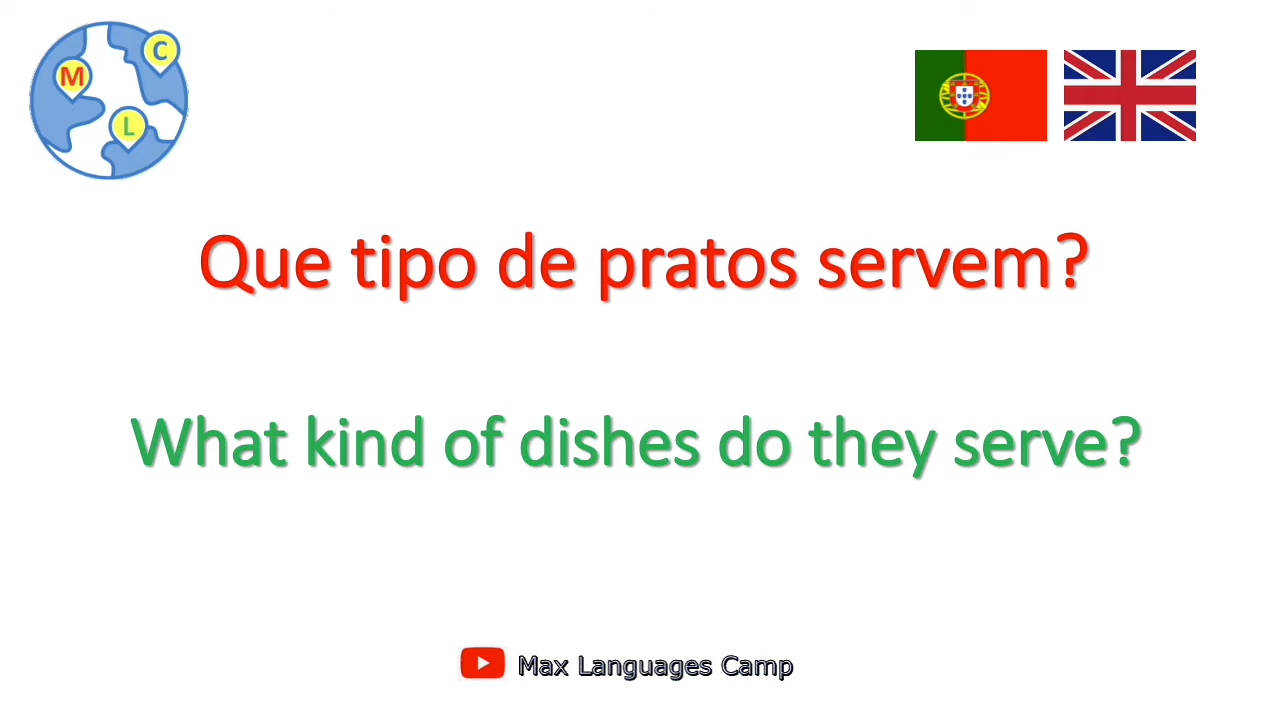 M
C
L
Que tipo de pratos servem?
What kind of dishes do they serve?
Max Languages Camp